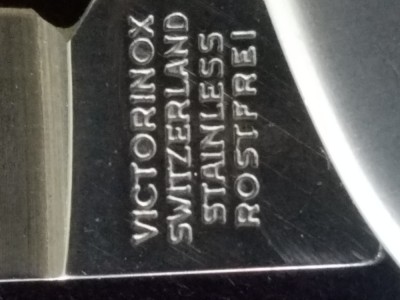 VICTORINOX
SWITZERLAND
STAINLESS
ROSTFREI